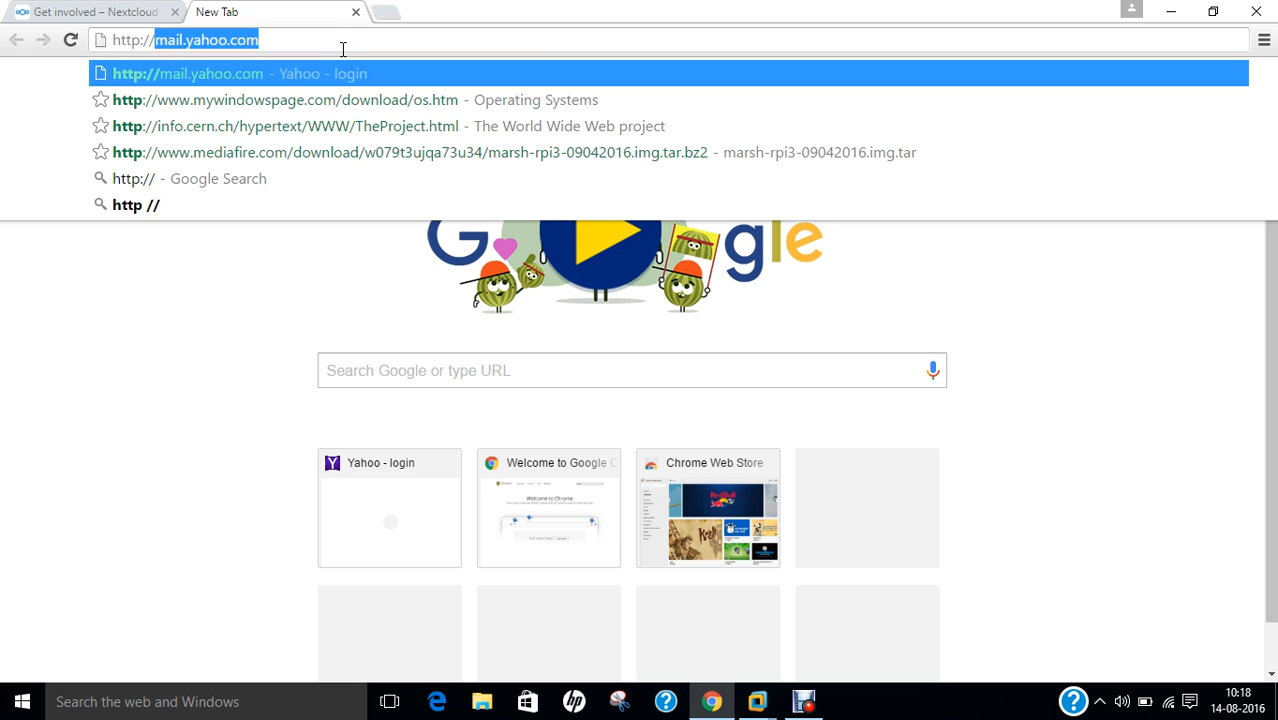 Get involved – Nextcloud
New Tab
http://mail.yahoo.com
http://mail.yahoo.com - Yahoo - login
http://www.mywindowspage.com/download/os.htm - Operating Systems
http://info.cern.ch/hypertext/WWW/TheProject.html - The World Wide Web project
http://www.mediafire.com/download/w079t3ujqa73u34/marsh-rpi3-09042016.img.tar.bz2 - marsh-rpi3-09042016.img.tar
http:// - Google Search
http //
Search Google or type URL
Yahoo - login
Welcome to Google C
Chrome Web Store
Welcome to Chrome
Search the web and Windows
10:18
14-08-2016